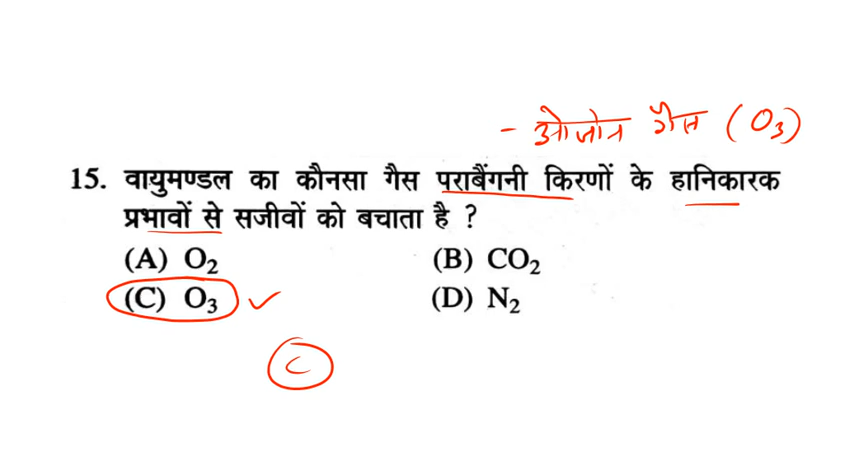 - ओजोन गैस (O₃)
15. वायुमण्डल का कौनसा गैस पराबैंगनी किरणों के हानिकारक
प्रभावों से सजीवों को बचाता है ?
(A) O₂ (B) CO₂
(C) O₃ ✓ (D) N₂
C